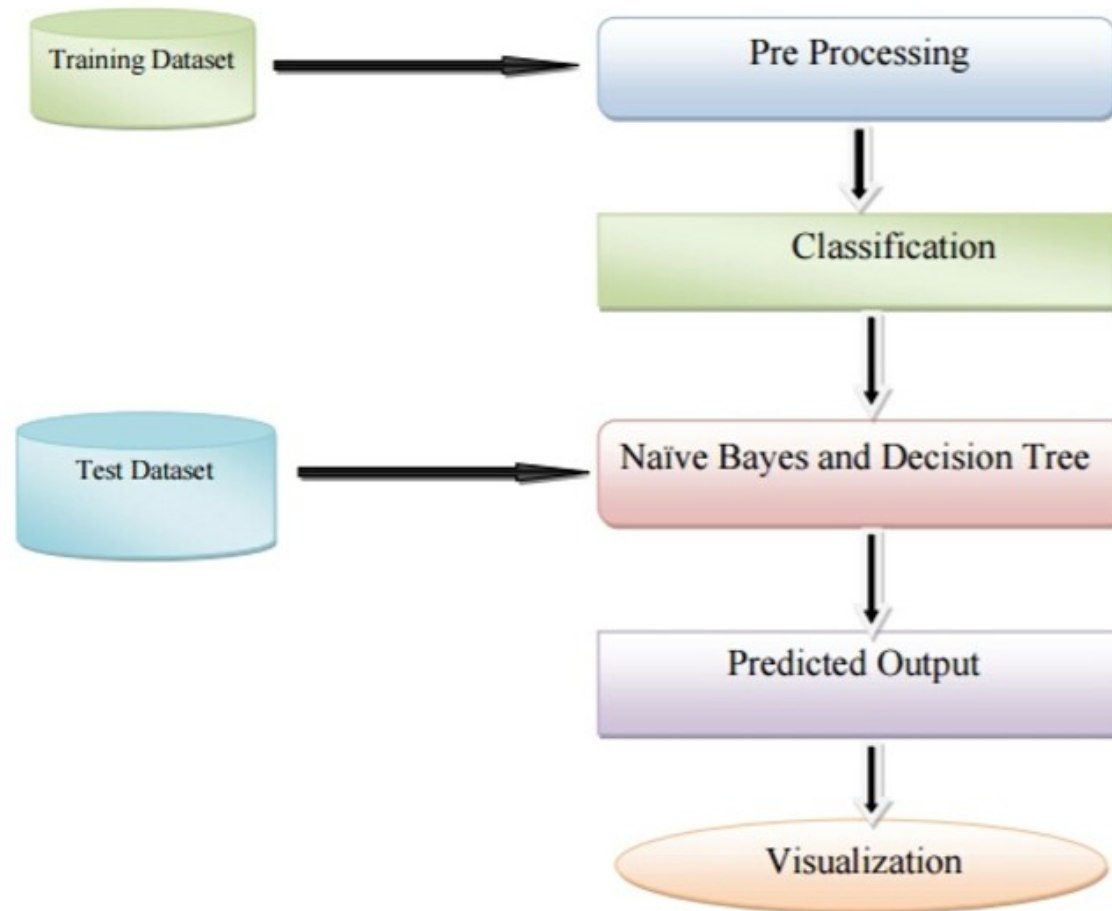 Training Dataset
Pre Processing
Classification
Test Dataset
Naïve Bayes and Decision Tree
Predicted Output
Visualization